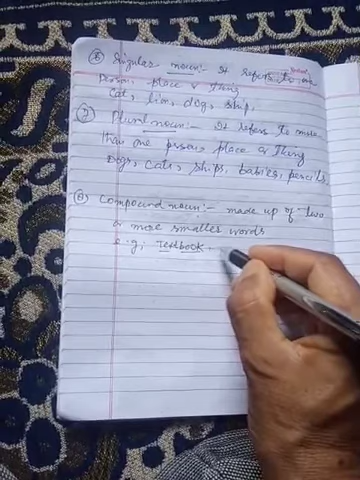 (6) Singular noun:- It refers to one
person, place or thing
Cat, lion, dog, ship.
(7) Plural noun:- It refers to more
than one person, place or thing
Dogs, cats, ships, babies, pencils.
(8) Compound noun:- made up of two
or more smaller words
e.g, Textbook.